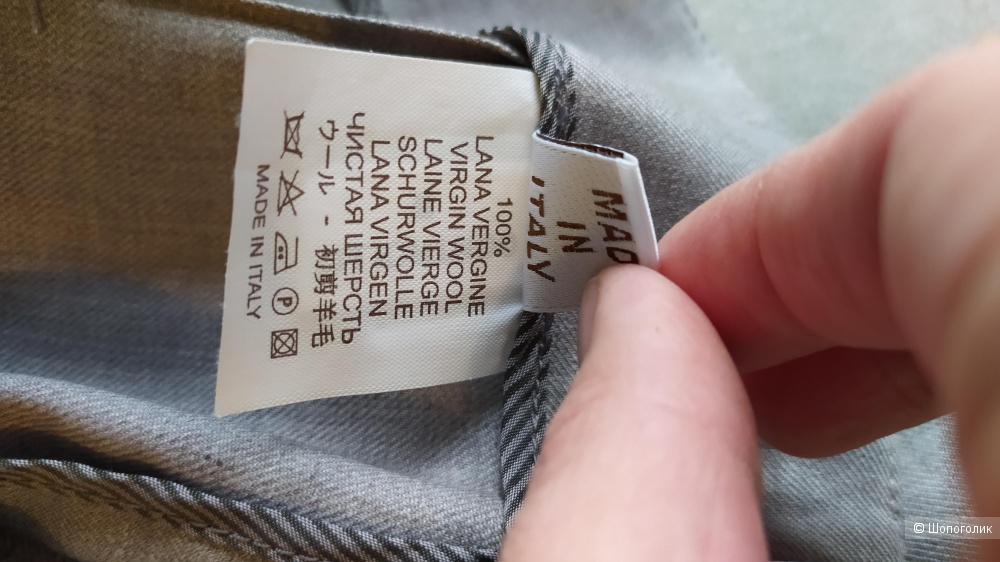 100%
LANA VERGINE
VIRGIN WOOL
LAINE VIERGE
SCHURWOLLE
LANA VIRGEN
ЧИСТАЯ ШЕРСТЬ
ウール - 初剪羊毛
P
MADE IN ITALY
MAD
IN
ITALY
© Шопоголик